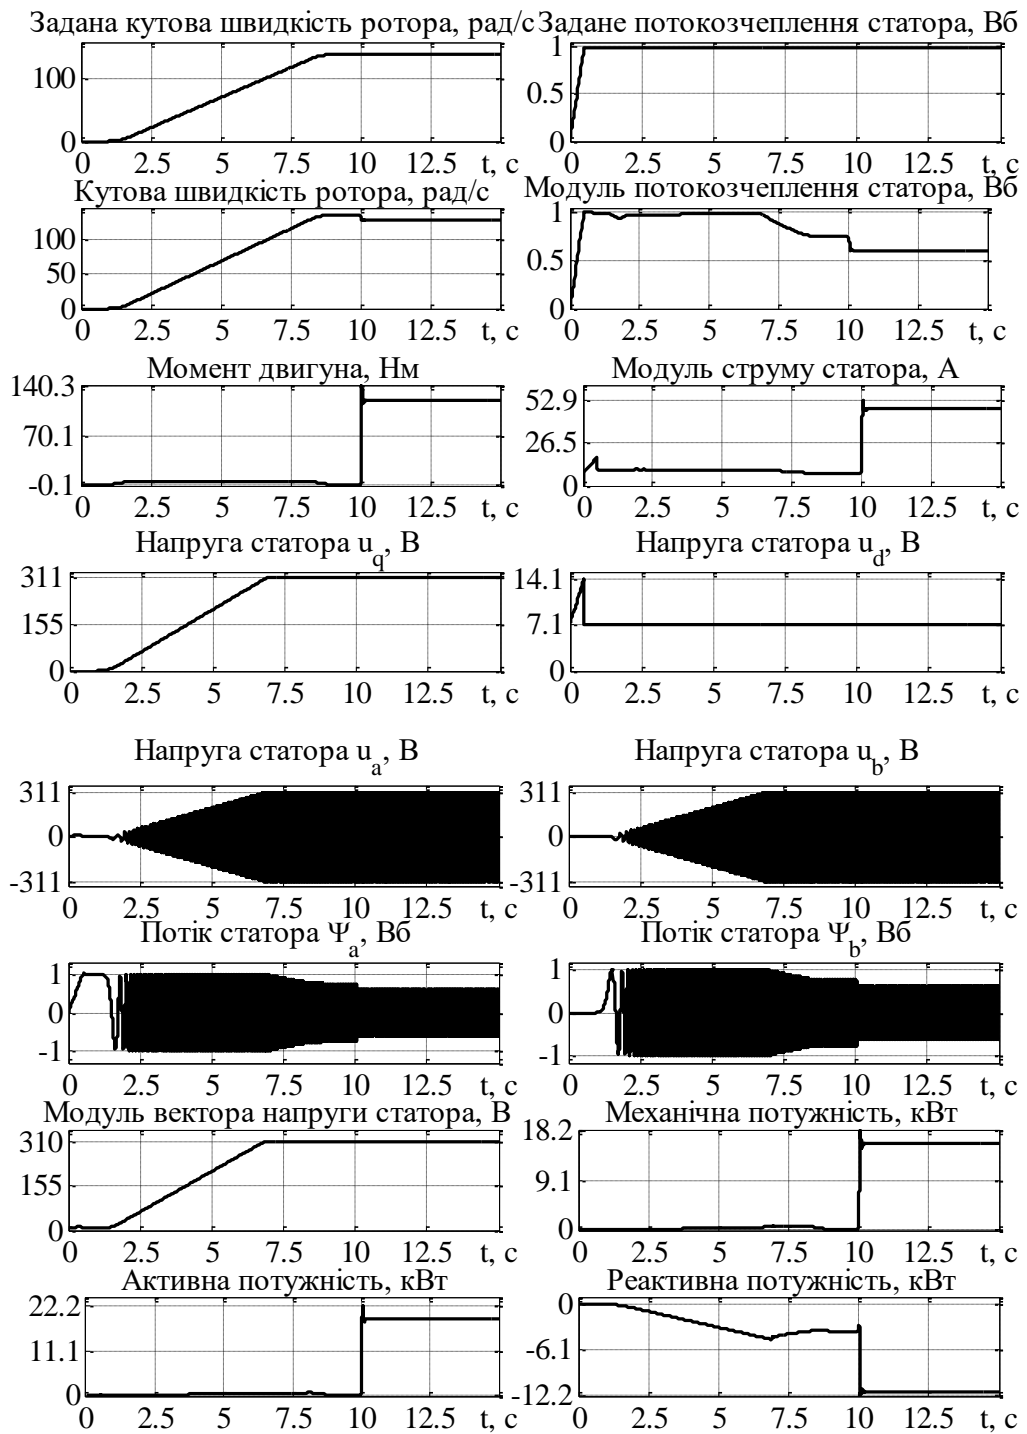 Задана кутова швидкість ротора, рад/с Задане потокозчеплення статора, Вб
100
0
0 2.5 5 7.5 10 12.5 t, с
1
0.5
0
0 2.5 5 7.5 10 12.5 t, с
Кутова швидкість ротора, рад/с
100
50
0
0 2.5 5 7.5 10 12.5 t, с
Модуль потокозчеплення статора, Вб
1
0.5
0
0 2.5 5 7.5 10 12.5 t, с
Момент двигуна, Нм
140.3
70.1
-0.1
0 2.5 5 7.5 10 12.5 t, с
Модуль струму статора, А
52.9
26.5
0
0 2.5 5 7.5 10 12.5 t, с
Напруга статора u_q, В
311
155
0
0 2.5 5 7.5 10 12.5 t, с
Напруга статора u_d, В
14.1
7.1
0
0 2.5 5 7.5 10 12.5 t, с
Напруга статора u_a, В
311
0
-311
0 2.5 5 7.5 10 12.5 t, с
Напруга статора u_b, В
311
0
-311
0 2.5 5 7.5 10 12.5 t, с
Потік статора Ψ_a, Вб
1
0
-1
0 2.5 5 7.5 10 12.5 t, с
Потік статора Ψ_b, Вб
1
0
-1
0 2.5 5 7.5 10 12.5 t, с
Модуль вектора напруги статора, В
310
155
0
0 2.5 5 7.5 10 12.5 t, с
Механічна потужність, кВт
18.2
9.1
0
0 2.5 5 7.5 10 12.5 t, с
Активна потужність, кВт
22.2
11.1
0
0 2.5 5 7.5 10 12.5 t, с
Реактивна потужність, кВт
0
-6.1
-12.2
0 2.5 5 7.5 10 12.5 t, с